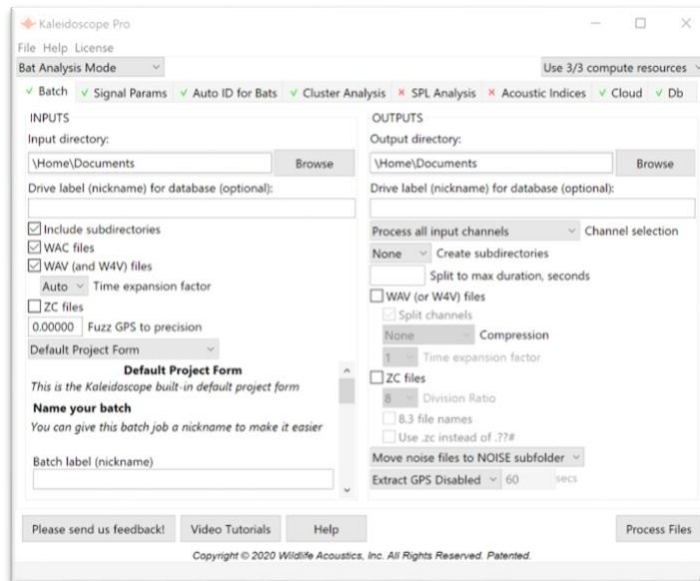 Kaleidoscope Pro
File Help License
Bat Analysis Mode
Use 3/3 compute resources
Batch
Signal Params
Auto ID for Bats
Cluster Analysis
SPL Analysis
Acoustic Indices
Cloud
Db
INPUTS
Input directory:
\Home\Documents
Browse
Drive label (nickname) for database (optional):
Include subdirectories
WAC files
WAV (and W4V) files
Auto Time expansion factor
ZC files
0.00000 Fuzz GPS to precision
Default Project Form
Default Project Form
This is the Kaleidoscope built-in default project form
Name your batch
You can give this batch job a nickname to make it easier
Batch label (nickname)
OUTPUTS
Output directory:
\Home\Documents
Browse
Drive label (nickname) for database (optional):
Process all input channels Channel selection
None Create subdirectories
Split to max duration, seconds
WAV (or W4V) files
Split channels
None Compression
1 Time expansion factor
ZC files
8 Division Ratio
8.3 file names
Use .zc instead of .??#
Move noise files to NOISE subfolder
Extract GPS Disabled 60 secs
Please send us feedback!
Video Tutorials
Help
Process Files
Copyright © 2020 Wildlife Acoustics, Inc. All Rights Reserved. Patented.